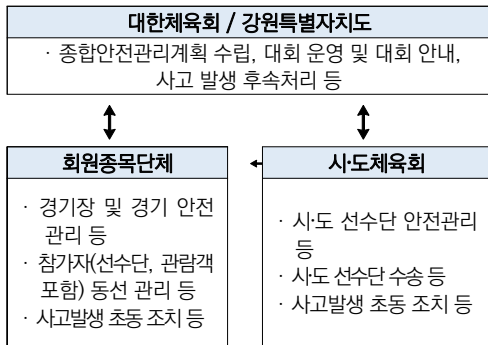 대한체육회 / 강원특별자치도
· 종합안전관리계획 수립, 대회 운영 및 대회 안내,
사고 발생 후속처리 등
회원종목단체
· 경기장 및 경기 안전
관리 등
· 참가자(선수단, 관람객
포함) 동선 관리 등
· 사고발생 초동 조치 등
시·도체육회
· 시·도 선수단 안전관리
등
· 시·도 선수단 수송 등
· 사고발생 초동 조치 등